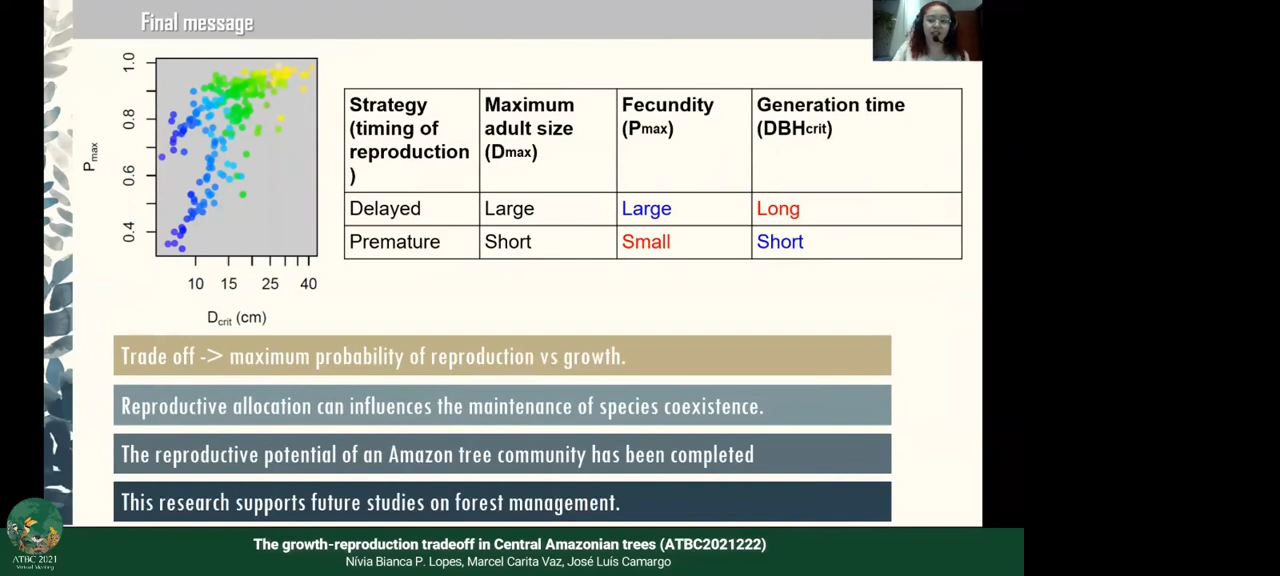 Final message
1.0
0.8
0.6
0.4
Pmax
10 15 25 40
Dcrit (cm)
Strategy (timing of reproduction) Maximum adult size (Dmax) Fecundity (Pmax) Generation time (DBHcrit)
Delayed Large Large Long
Premature Short Small Short
Trade off -> maximum probability of reproduction vs growth.
Reproductive allocation can influences the maintenance of species coexistence.
The reproductive potential of an Amazon tree community has been completed
This research supports future studies on forest management.
ATBC 2021
Virtual Meeting
The growth-reproduction tradeoff in Central Amazonian trees (ATBC2021222)
Nívia Bianca P. Lopes, Marcel Carita Vaz, José Luís Camargo